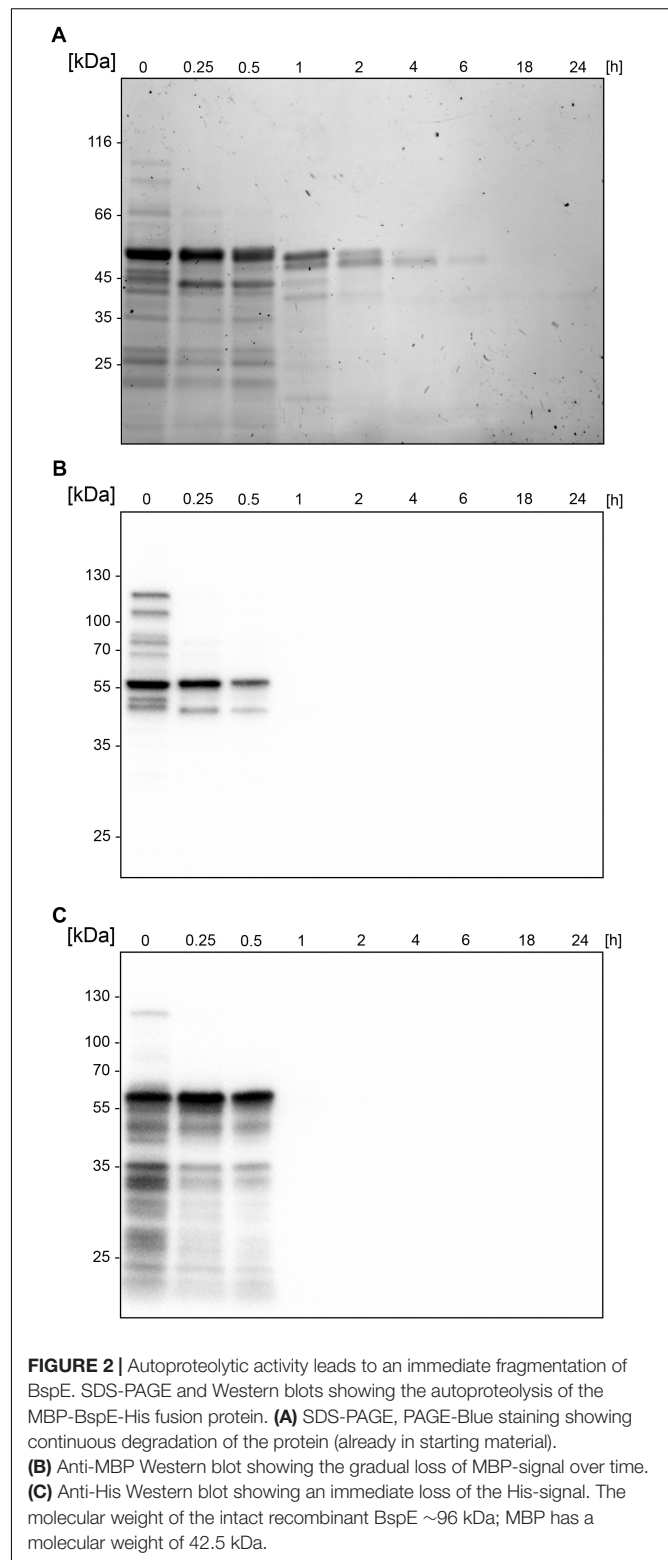 A
[kDa] 0 0.25 0.5 1 2 4 6 18 24 [h]
116 -
66 -
45 -
35 -
25 -
B
[kDa] 0 0.25 0.5 1 2 4 6 18 24 [h]
130 -
100 -
70 -
55 -
35 -
25 -
C
[kDa] 0 0.25 0.5 1 2 4 6 18 24 [h]
130 -
100 -
70 -
55 -
35 -
25 -
FIGURE 2 | Autoproteolytic activity leads to an immediate fragmentation of
BspE. SDS-PAGE and Western blots showing the autoproteolysis of the
MBP-BspE-His fusion protein. (A) SDS-PAGE, PAGE-Blue staining showing
continuous degradation of the protein (already in starting material).
(B) Anti-MBP Western blot showing the gradual loss of MBP-signal over time.
(C) Anti-His Western blot showing an immediate loss of the His-signal. The
molecular weight of the intact recombinant BspE ~96 kDa; MBP has a
molecular weight of 42.5 kDa.